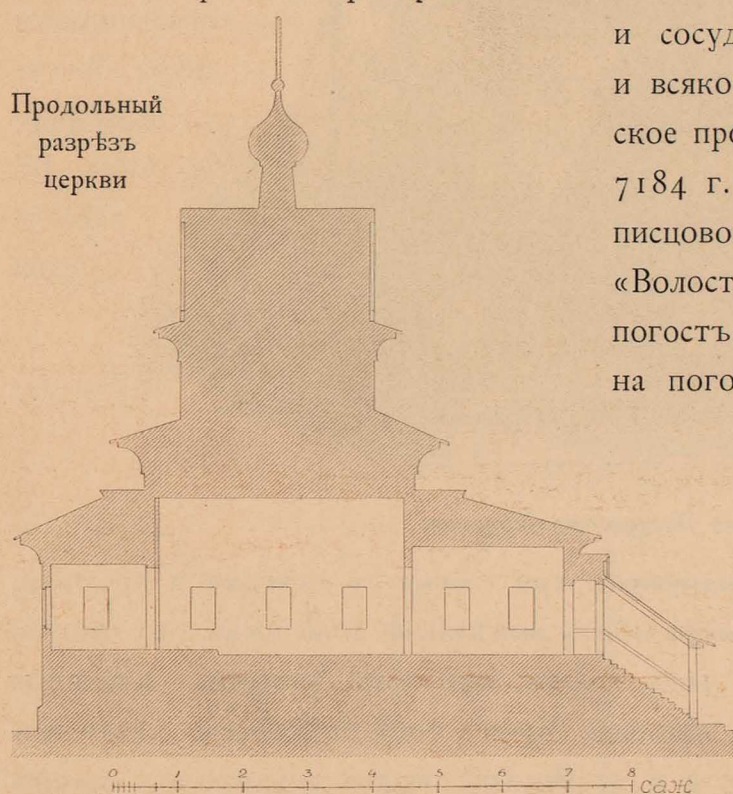 Продольный
разрѣзъ
церкви
и сосуд
и всяко
ское про
7184 г.
писцово
«Волост
погостъ
на пого
0 1 2 3 4 5 6 7 8 саж